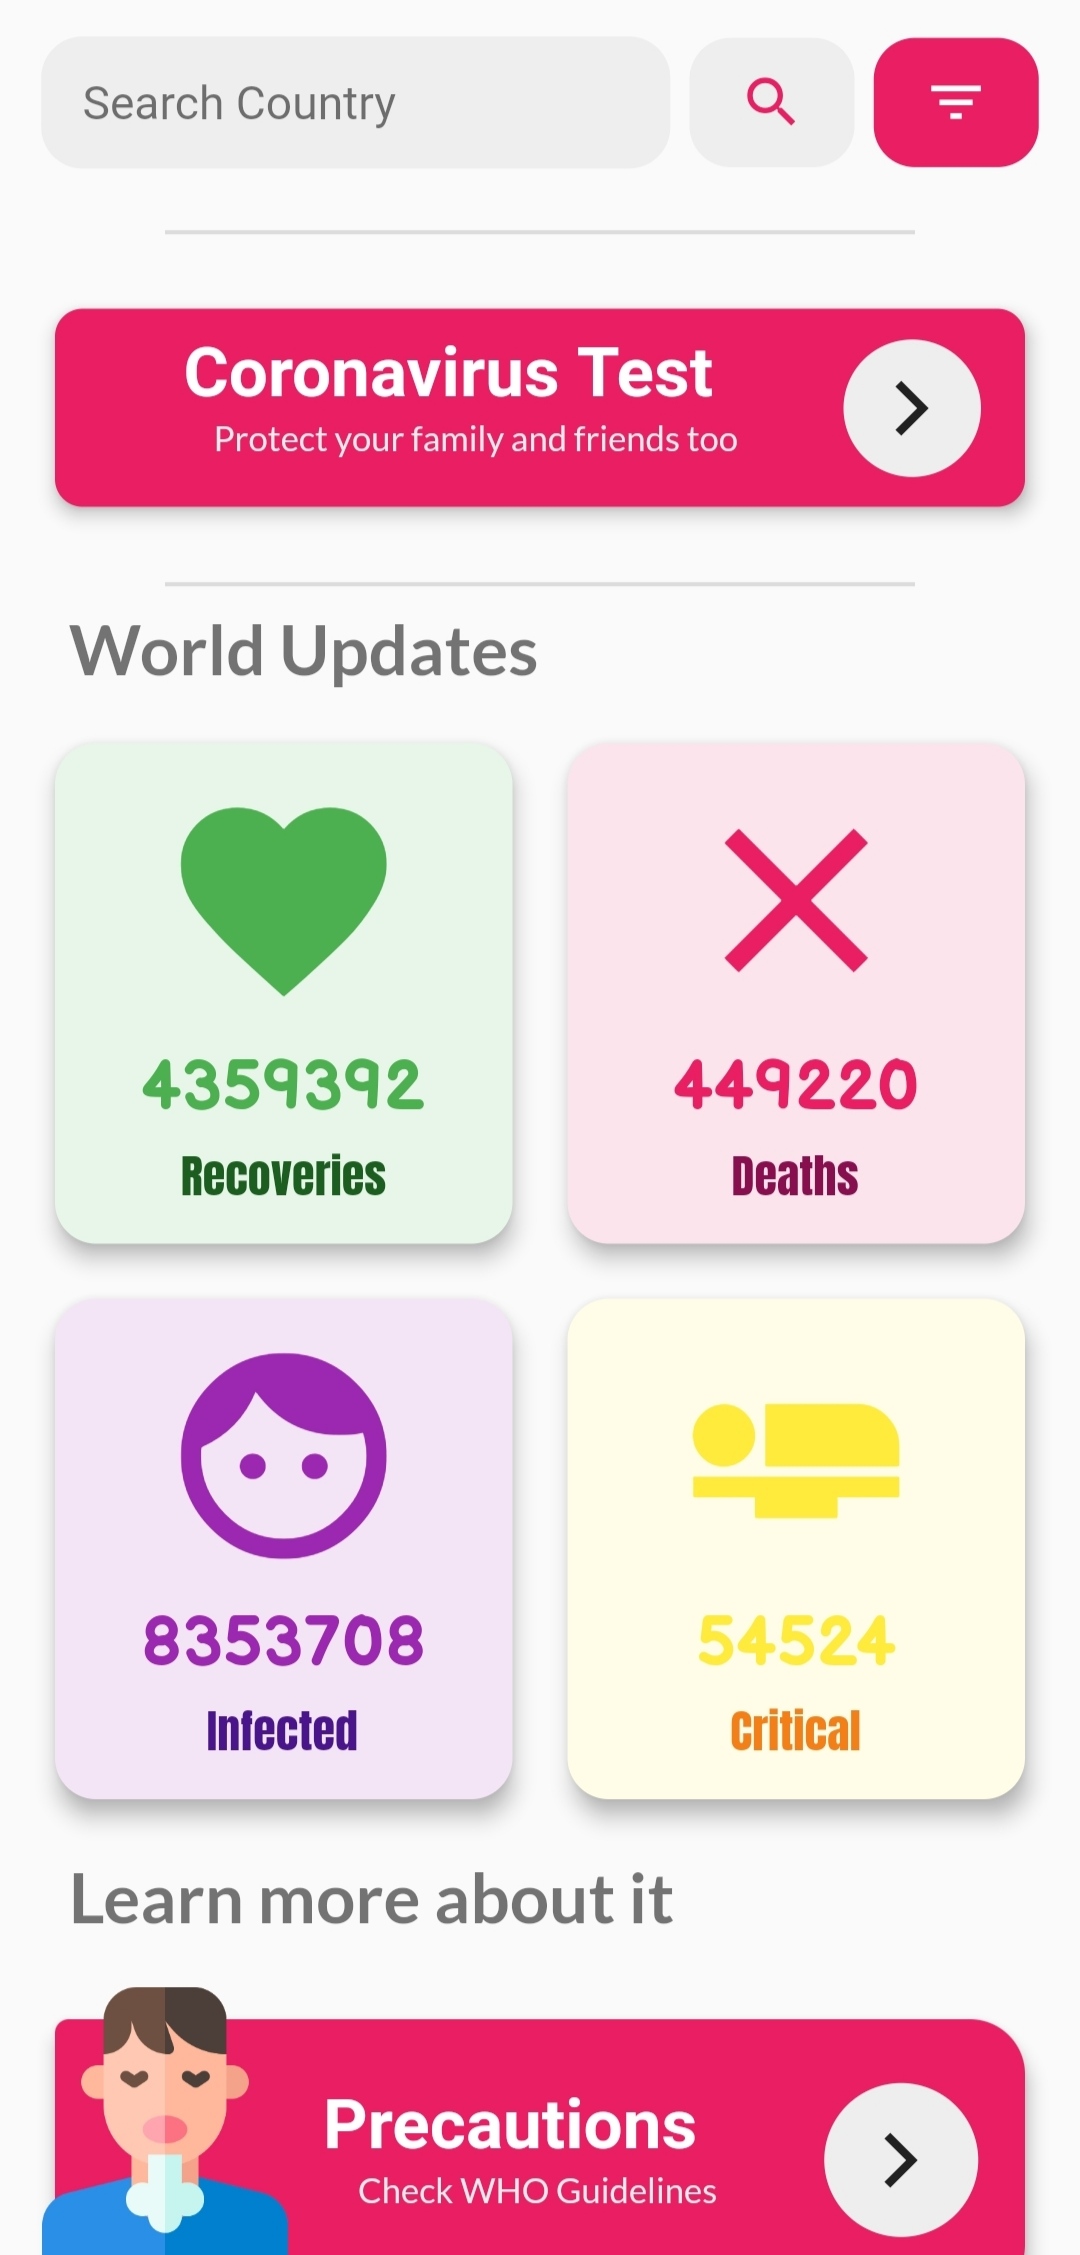 Search Country
Coronavirus Test
Protect your family and friends too
World Updates
4359392
Recoveries
449220
Deaths
8353708
Infected
54524
Critical
Learn more about it
Precautions
Check WHO Guidelines